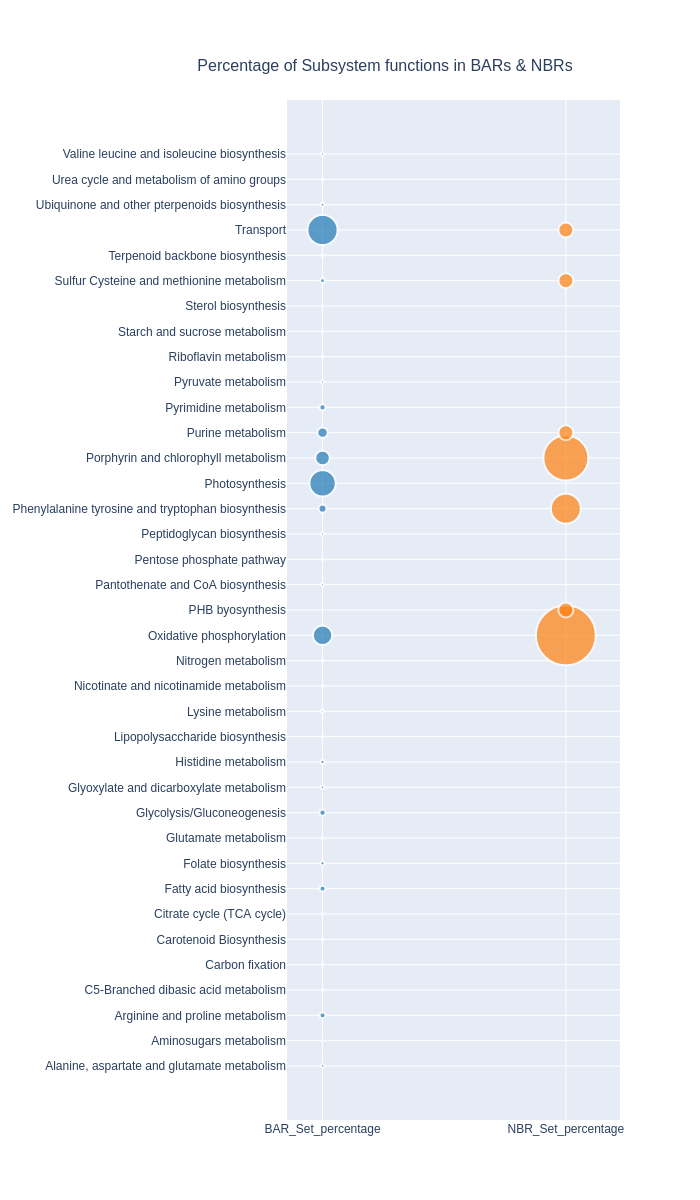 Percentage of Subsystem functions in BARs & NBRs
Valine leucine and isoleucine biosynthesis
Urea cycle and metabolism of amino groups
Ubiquinone and other pterpenoids biosynthesis
Transport
Terpenoid backbone biosynthesis
Sulfur Cysteine and methionine metabolism
Sterol biosynthesis
Starch and sucrose metabolism
Riboflavin metabolism
Pyruvate metabolism
Pyrimidine metabolism
Purine metabolism
Porphyrin and chlorophyll metabolism
Photosynthesis
Phenylalanine tyrosine and tryptophan biosynthesis
Peptidoglycan biosynthesis
Pentose phosphate pathway
Pantothenate and CoA biosynthesis
PHB byosynthesis
Oxidative phosphorylation
Nitrogen metabolism
Nicotinate and nicotinamide metabolism
Lysine metabolism
Lipopolysaccharide biosynthesis
Histidine metabolism
Glyoxylate and dicarboxylate metabolism
Glycolysis/Gluconeogenesis
Glutamate metabolism
Folate biosynthesis
Fatty acid biosynthesis
Citrate cycle (TCA cycle)
Carotenoid Biosynthesis
Carbon fixation
C5-Branched dibasic acid metabolism
Arginine and proline metabolism
Aminosugars metabolism
Alanine, aspartate and glutamate metabolism
BAR_Set_percentage NBR_Set_percentage